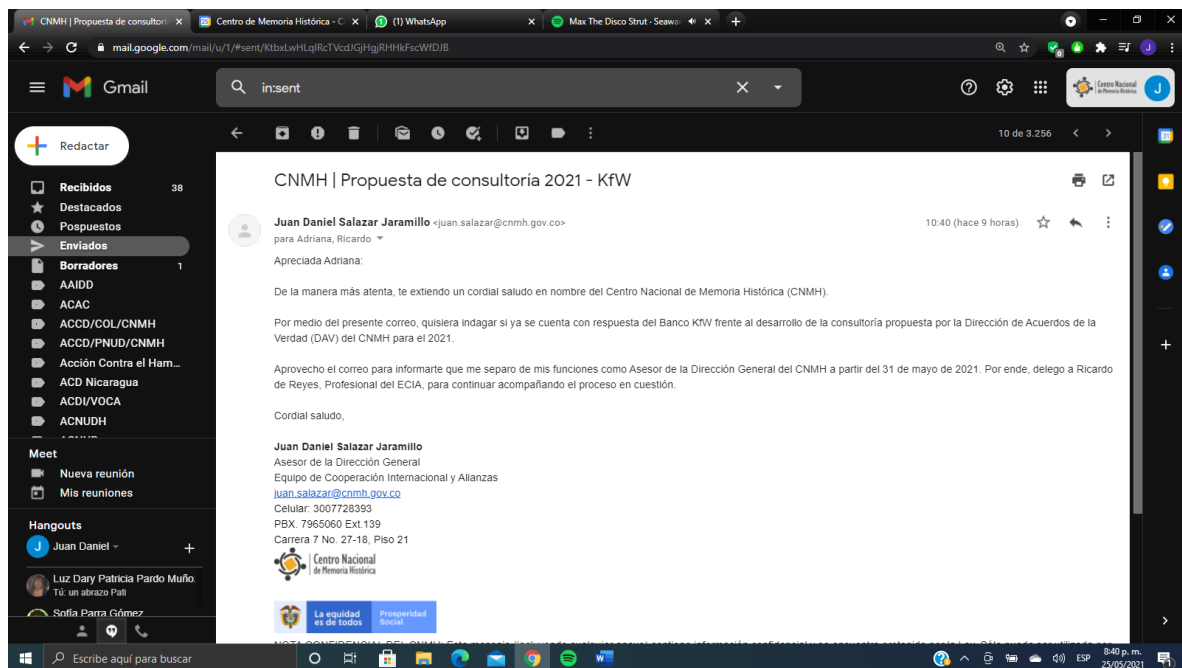 CNMH | Propuesta de consultorí
Centro de Memoria Histórica - C
(1) WhatsApp
Max The Disco Strut · Seawar
mail.google.com/mail/u/1/#sent/KtbxLwHLqlRcTVcdJGjHgjRHHkFscWfDJB
Gmail
in:sent
Centro Nacional
de Memoria Histórica
J
Redactar
10 de 3.256
Recibidos 38
Destacados
Pospuestos
Enviados
Borradores 1
AAIDD
ACAC
ACCD/COL/CNMH
ACCD/PNUD/CNMH
Acción Contra el Ham...
ACD Nicaragua
ACDI/VOCA
ACNUDH
Meet
Nueva reunión
Mis reuniones
Hangouts
J Juan Daniel
Luz Dary Patricia Pardo Muño
Tú: un abrazo Pati
Sofía Parra Gómez
CNMH | Propuesta de consultoría 2021 - KfW
Juan Daniel Salazar Jaramillo <juan.salazar@cnmh.gov.co>
10:40 (hace 9 horas)
para Adriana, Ricardo
Apreciada Adriana:
De la manera más atenta, te extiendo un cordial saludo en nombre del Centro Nacional de Memoria Histórica (CNMH).
Por medio del presente correo, quisiera indagar si ya se cuenta con respuesta del Banco KfW frente al desarrollo de la consultoría propuesta por la Dirección de Acuerdos de la
Verdad (DAV) del CNMH para el 2021.
Aprovecho el correo para informarte que me separo de mis funciones como Asesor de la Dirección General del CNMH a partir del 31 de mayo de 2021. Por ende, delego a Ricardo
de Reyes, Profesional del ECIA, para continuar acompañando el proceso en cuestión.
Cordial saludo,
Juan Daniel Salazar Jaramillo
Asesor de la Dirección General
Equipo de Cooperación Internacional y Alianzas
juan.salazar@cnmh.gov.co
Celular: 3007728393
PBX. 7965060 Ext.139
Carrera 7 No. 27-18, Piso 21
Centro Nacional
de Memoria Histórica
La equidad
es de todos
Prosperidad
Social
Escribe aquí para buscar
ESP
8:40 p. m.
25/05/2021